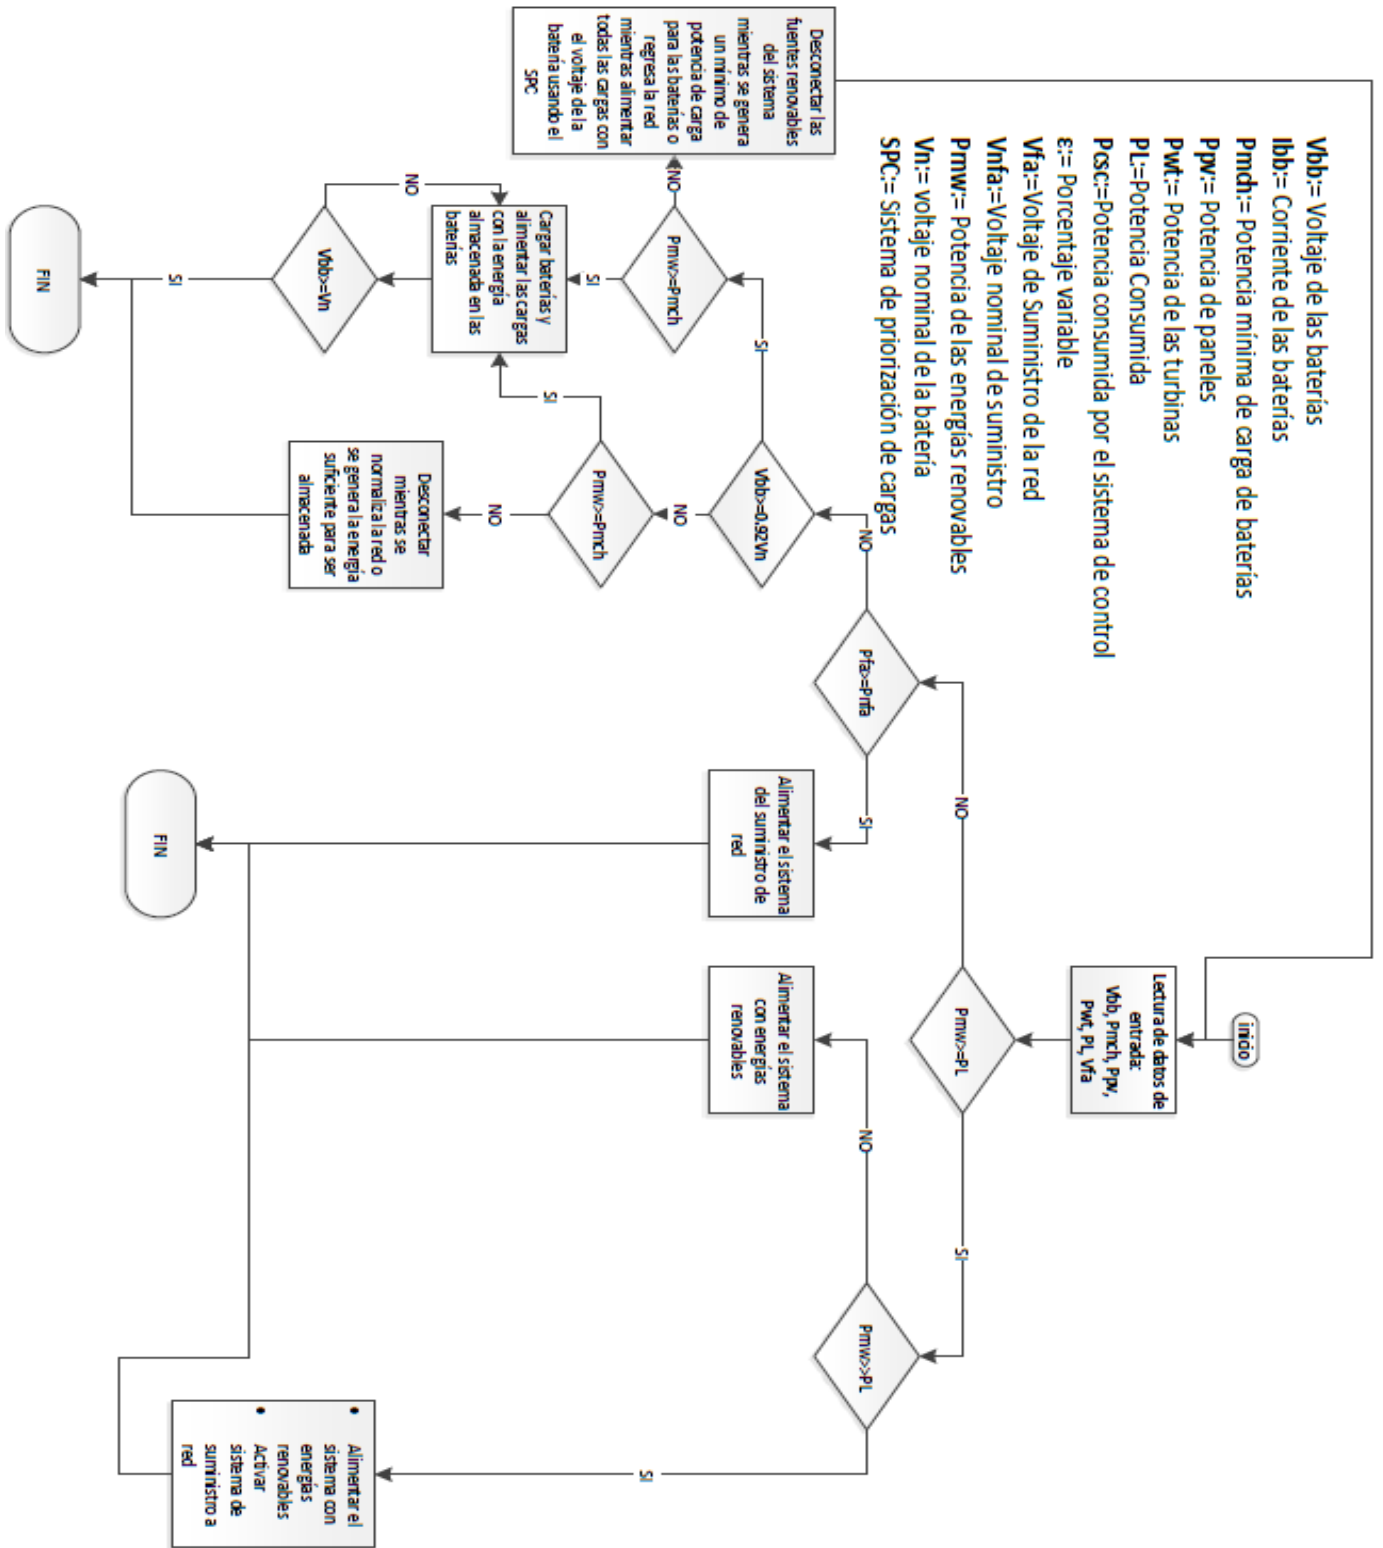 Vbb:= Voltaje de las baterías
Ibb:= Corriente de las baterías
Pmch:= Potencia mínima de carga de baterías
Ppv:= Potencia de paneles
Pwt:= Potencia de las turbinas
PL:=Potencia Consumida
Pcsc:=Potencia consumida por el sistema de control
ε:= Porcentaje variable
Vfa:=Voltaje de Suministro de la red
Vnfa:=Voltaje nominal de suministro
Prnw:= Potencia de las energías renovables
Vn:= voltaje nominal de la batería
SPC:= Sistema de priorización de cargas
inicio
Lectura de datos de
entrada:
Vbb, Pmch, Ppv,
Pwt, PL, Vfa
Prnw>=PL
NO
SI
Pfa>=Pnfa
NO
SI
Prnw>>PL
NO
SI
Vbb>=0.92Vn
SI
NO
Alimentar el sistema
del suministro de
red
Alimentar el sistema
con energías
renovables
Prnw>=Pmch
NO
SI
Prnw>=Pmch
SI
NO
Desconectar las
fuentes renovables
del sistema
mientras se genera
un mínimo de
potencia de carga
para las baterías o
regresa la red
mientras alimentar
todas las cargas con
el voltaje de la
batería usando el
SPC
Cargar baterías y
alimentar las cargas
con la energía
almacenada en las
baterías
Desconectar
mientras se
normaliza la red o
se genera la energía
suficiente para ser
almacenada
• Alimentar el
sistema con
energías
renovables
• Activar
sistema de
suministro a
red
Vbb>=Vn
NO
SI
FIN
FIN